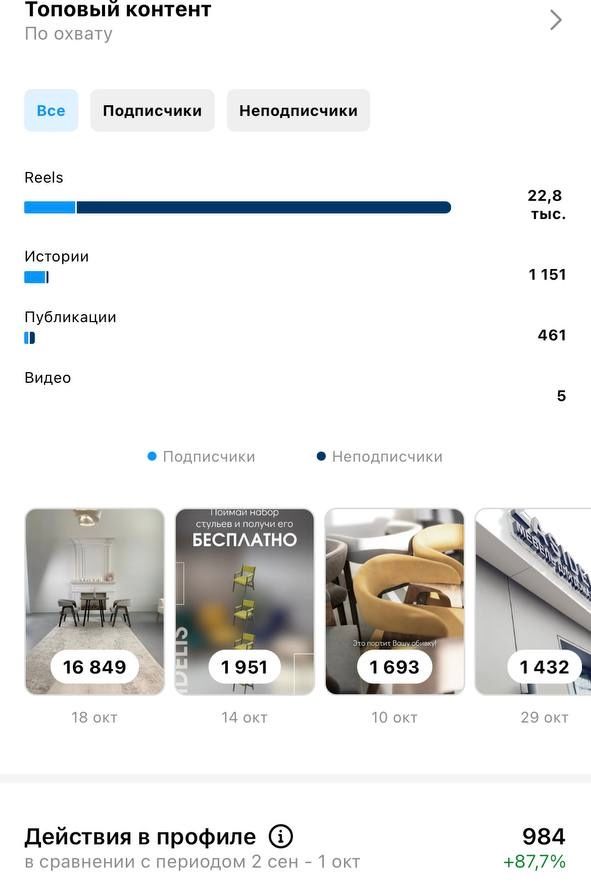 Топовый контент
По охвату
Все
Подписчики
Неподписчики
Reels
22,8
тыс.
Истории
1 151
Публикации
461
Видео
5
Подписчики
Неподписчики
Поймай набор
стульев и получи его
БЕСПЛАТНО
IDELIS
Это портит Вашу обивку!
16 849
1 951
1 693
1 432
18 окт
14 окт
10 окт
29 окт
Действия в профиле
984
в сравнении с периодом 2 сен - 1 окт
+87,7%